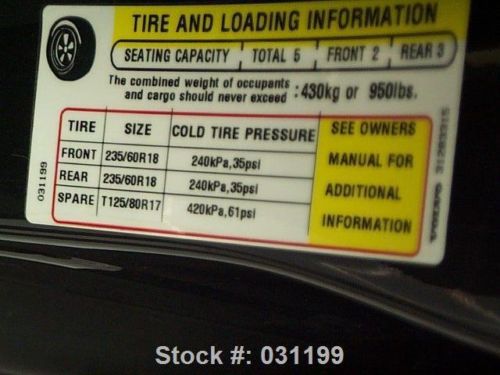 TIRE AND LOADING INFORMATION
SEATING CAPACITY TOTAL 5 FRONT 2 REAR 3
The combined weight of occupants
and cargo should never exceed : 430kg or 950lbs.
TIRE SIZE COLD TIRE PRESSURE
FRONT 235/60R18 240kPa,35psi
REAR 235/60R18 240kPa,35psi
SPARE T125/80R17 420kPa,61psi
SEE OWNERS
MANUAL FOR
ADDITIONAL
INFORMATION
031199
Stock #: 031199